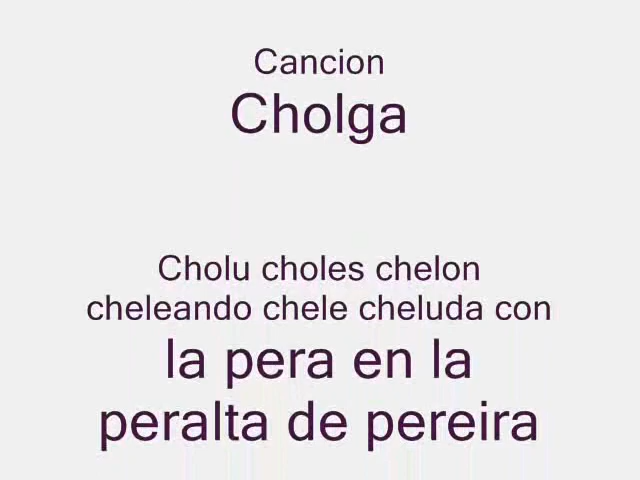 Cancion
Cholga
Cholu choles chelon
cheleando chele cheluda con
la pera en la
peralta de pereira